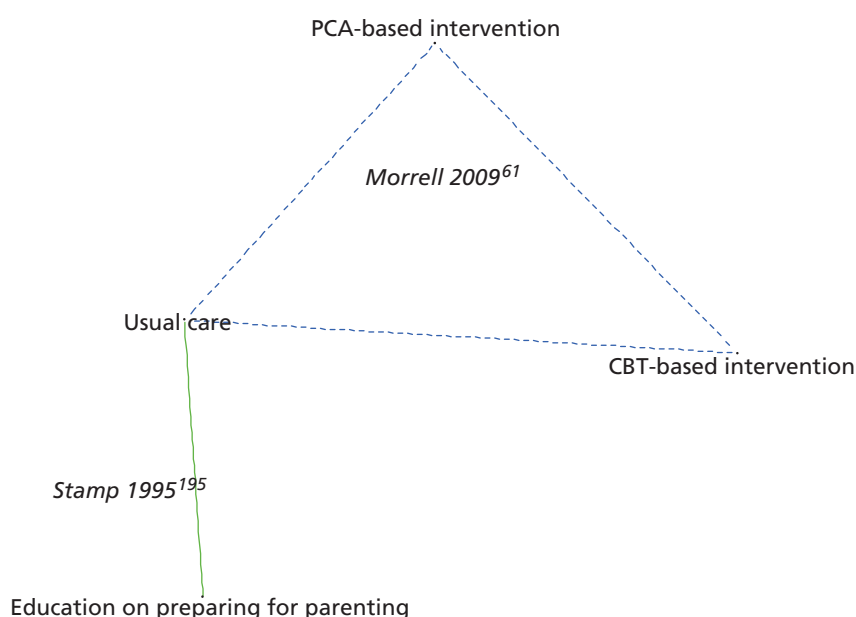 PCA-based intervention
Morrell 2009⁶¹
Usual care
CBT-based intervention
Stamp 1995¹⁹⁵
Education on preparing for parenting